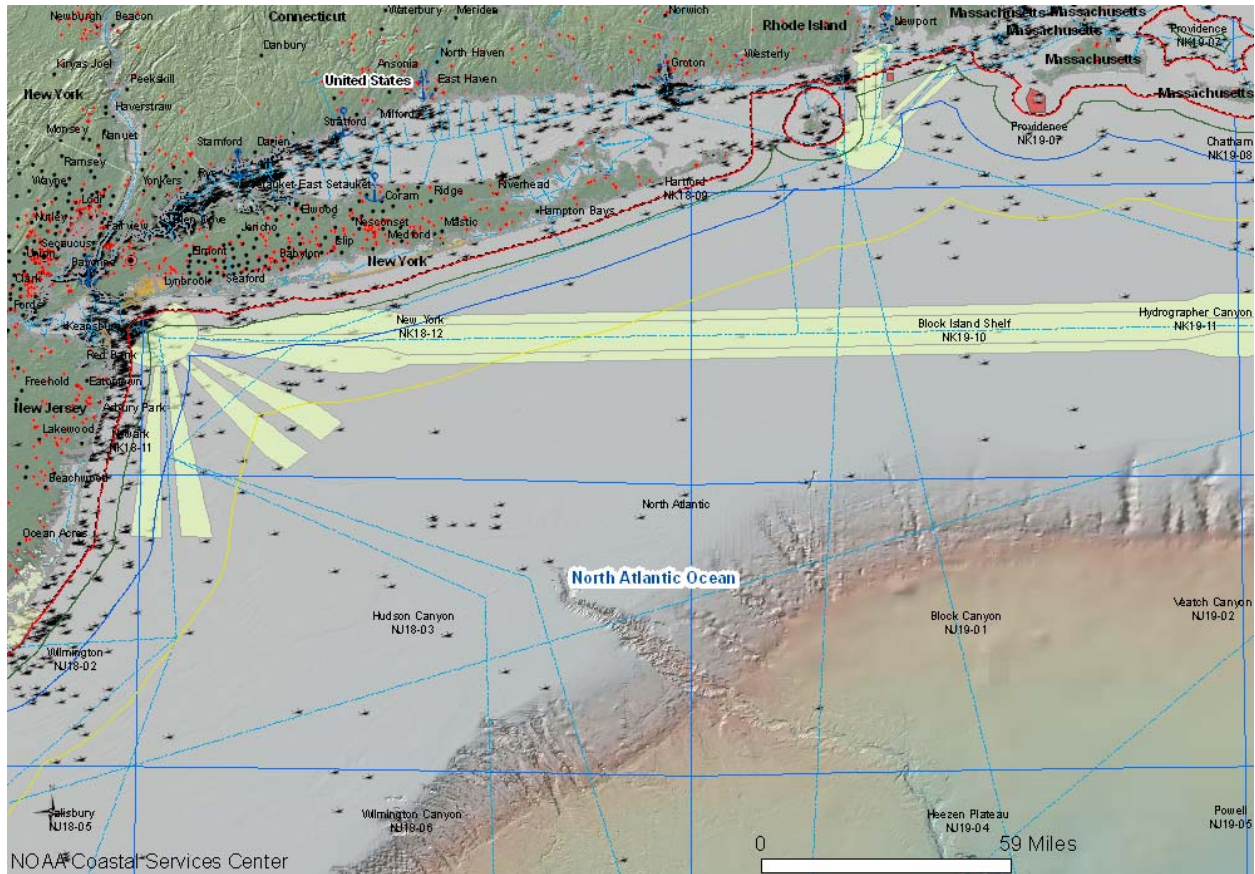 Newburgh
Beacon
Connecticut
Waterbury
Meriden
Norwich
Rhode Island
Newport
Massachusetts
Massachusetts
Massachusetts
Providence
NK19-07
Danbury
North Haven
Westerly
Kiryas Joel
Ansonia
Peekskill
United States
East Haven
Groton
Massachusetts
New York
Haverstraw
Stratford
Milford
Massachusetts
Monsey
Nanuet
Stamford
Darien
Providence
NK19-07
Chatham
NK19-08
Ramsey
Rye
Wayne
Yonkers
East Setauket
Coram
Ridge
Riverhead
Hartford
NK18-09
Lodi
Nutley
Elwood
Nesconset
Mastic
Hampton Bays
Secaucus
Fairview
Jericho
Islip
Medford
Union
Elmont
Babylon
New York
Bayonne
Clark
Lynbrook
Seaford
Fords
Keansburg
New York
NK18-12
Block Island Shelf
NK19-10
Hydrographer Canyon
NK19-11
Red Bank
Freehold
Eatontown
New Jersey
Asbury Park
Lakewood
Newark
NK18-11
Beachwood
North Atlantic
Ocean Acres
North Atlantic Ocean
Hudson Canyon
NJ18-03
Block Canyon
NJ19-01
Veatch Canyon
NJ19-02
Wilmington
NJ18-02
N
Salisbury
NJ18-05
Wilmington Canyon
NJ18-06
Heezen Plateau
NJ19-04
Powell
NJ19-05
0
59 Miles
NOAA Coastal Services Center